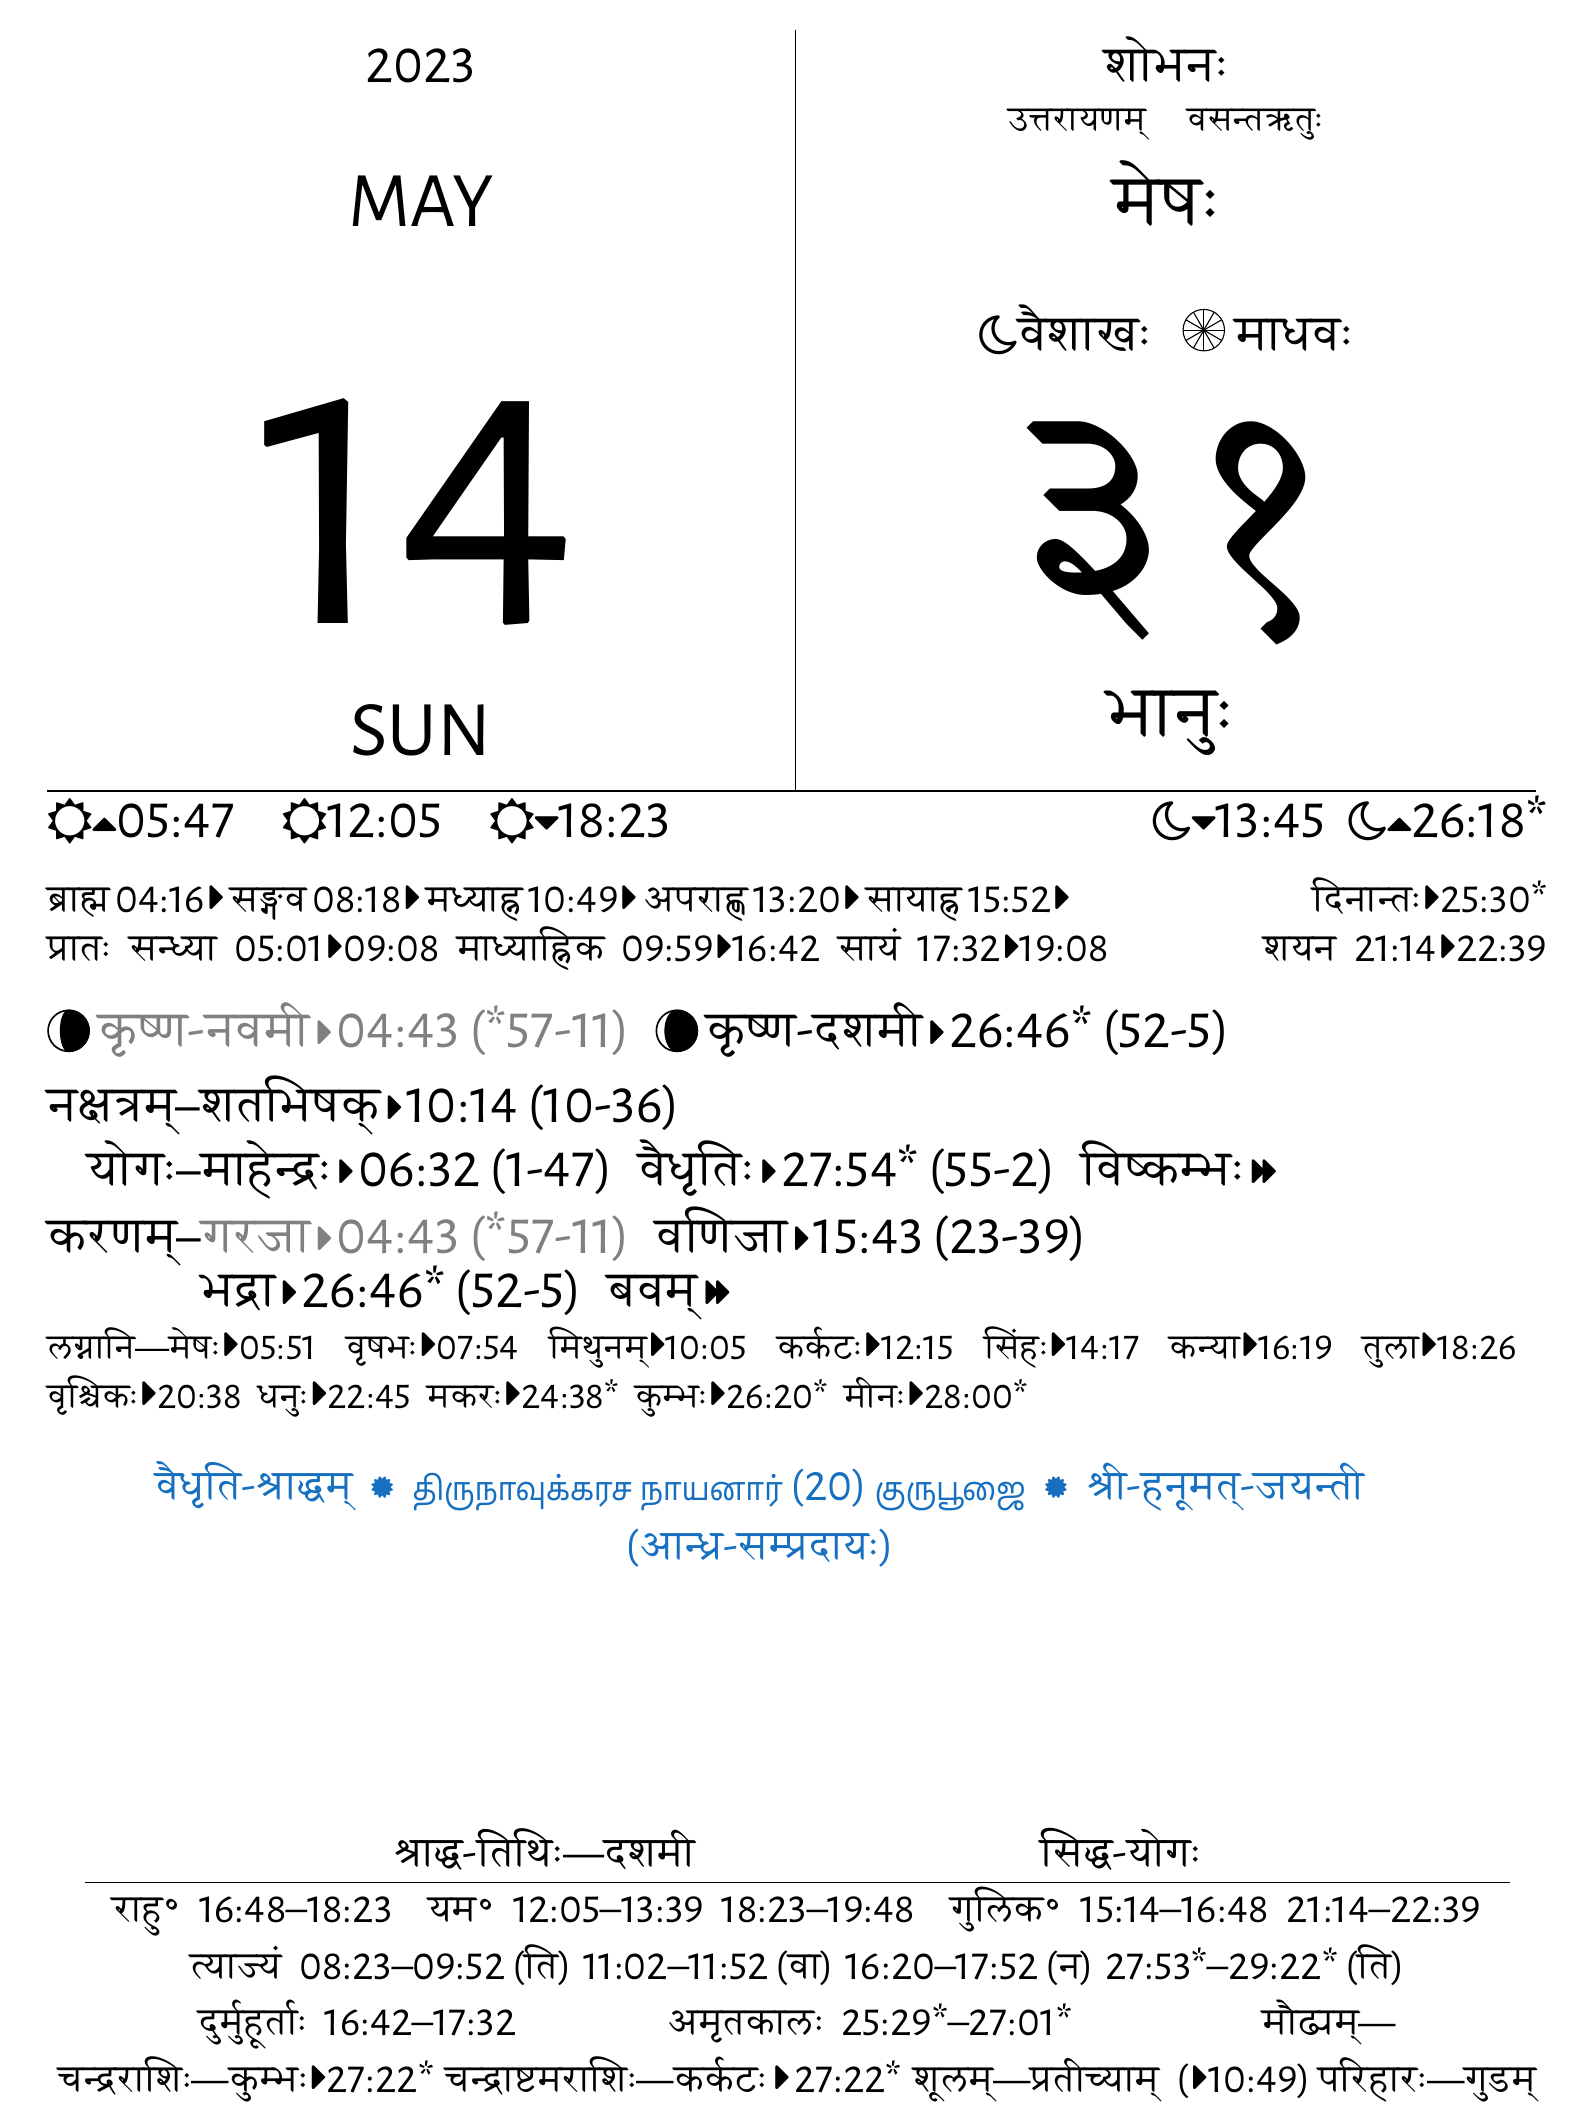 2023
MAY
14
SUN
शोभनः
उत्तरायणम् वसन्तऋतुः
मेषः
वैशाखः माधवः
३१
भानुः
05:47 12:05 18:23 13:45 26:18*
ब्राह्म 04:16 सङ्गव 08:18 मध्याह्न 10:49 अपराह्ण 13:20 सायाह्न 15:52 दिनान्तः 25:30*
प्रातः सन्ध्या 05:01 09:08 माध्याह्निक 09:59 16:42 सायं 17:32 19:08 शयन 21:14 22:39
कृष्ण-नवमी 04:43 (*57-11) कृष्ण-दशमी 26:46* (52-5)
नक्षत्रम्–शतभिषक् 10:14 (10-36)
योगः–माहेन्द्रः 06:32 (1-47) वैधृतिः 27:54* (55-2) विष्कम्भः
करणम्–गरजा 04:43 (*57-11) वणिजा 15:43 (23-39)
भद्रा 26:46* (52-5) बवम्
लग्नानि—मेषः 05:51 वृषभः 07:54 मिथुनम् 10:05 कर्कटः 12:15 सिंहः 14:17 कन्या 16:19 तुला 18:26
वृश्चिकः 20:38 धनुः 22:45 मकरः 24:38* कुम्भः 26:20* मीनः 28:00*
वैधृति-श्राद्धम् ✹ திருநாவுக்கரச நாயனார் (20) குருபூஜை ✹ श्री-हनूमत्-जयन्ती
(आन्ध्र-सम्प्रदायः)
श्राद्ध-तिथिः—दशमी सिद्ध-योगः
राहु° 16:48–18:23 यम° 12:05–13:39 18:23–19:48 गुलिक° 15:14–16:48 21:14–22:39
त्याज्यं 08:23–09:52 (ति) 11:02–11:52 (वा) 16:20–17:52 (न) 27:53*–29:22* (ति)
दुर्मुहूर्ताः 16:42–17:32 अमृतकालः 25:29*–27:01* मौढ्यम्—
चन्द्रराशिः—कुम्भः 27:22* चन्द्राष्टमराशिः—कर्कटः 27:22* शूलम्—प्रतीच्याम् (10:49) परिहारः—गुडम्